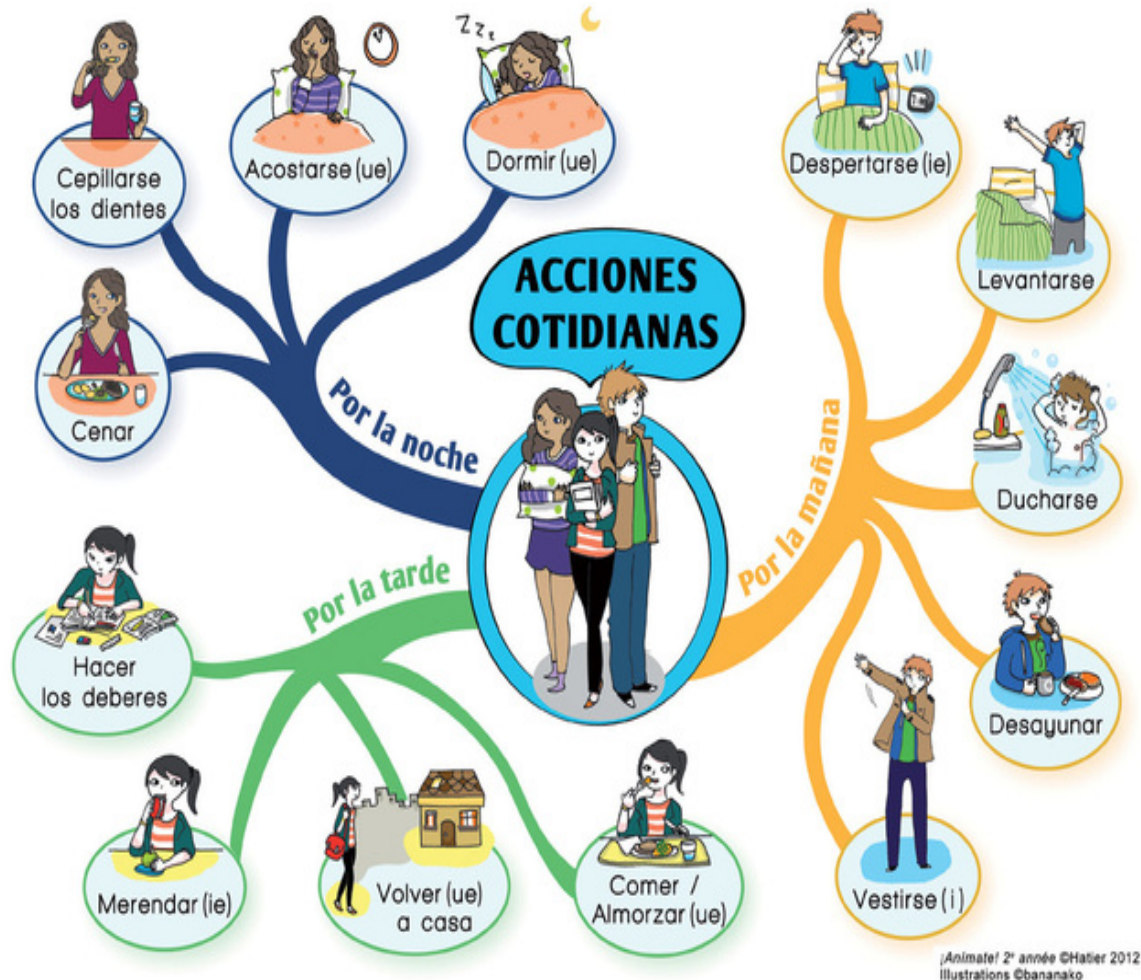 ACCIONES
COTIDIANAS
Por la mañana
Despertarse (ie)
Levantarse
Ducharse
Desayunar
Vestirse (i)
Por la tarde
Comer /
Almorzar (ue)
Volver (ue)
a casa
Merendar (ie)
Hacer
los deberes
Por la noche
Cenar
Cepillarse
los dientes
Acostarse (ue)
Dormir (ue)
Zzz
¡Animate! 2e année ©Hatier 2012
Illustrations ©bananako